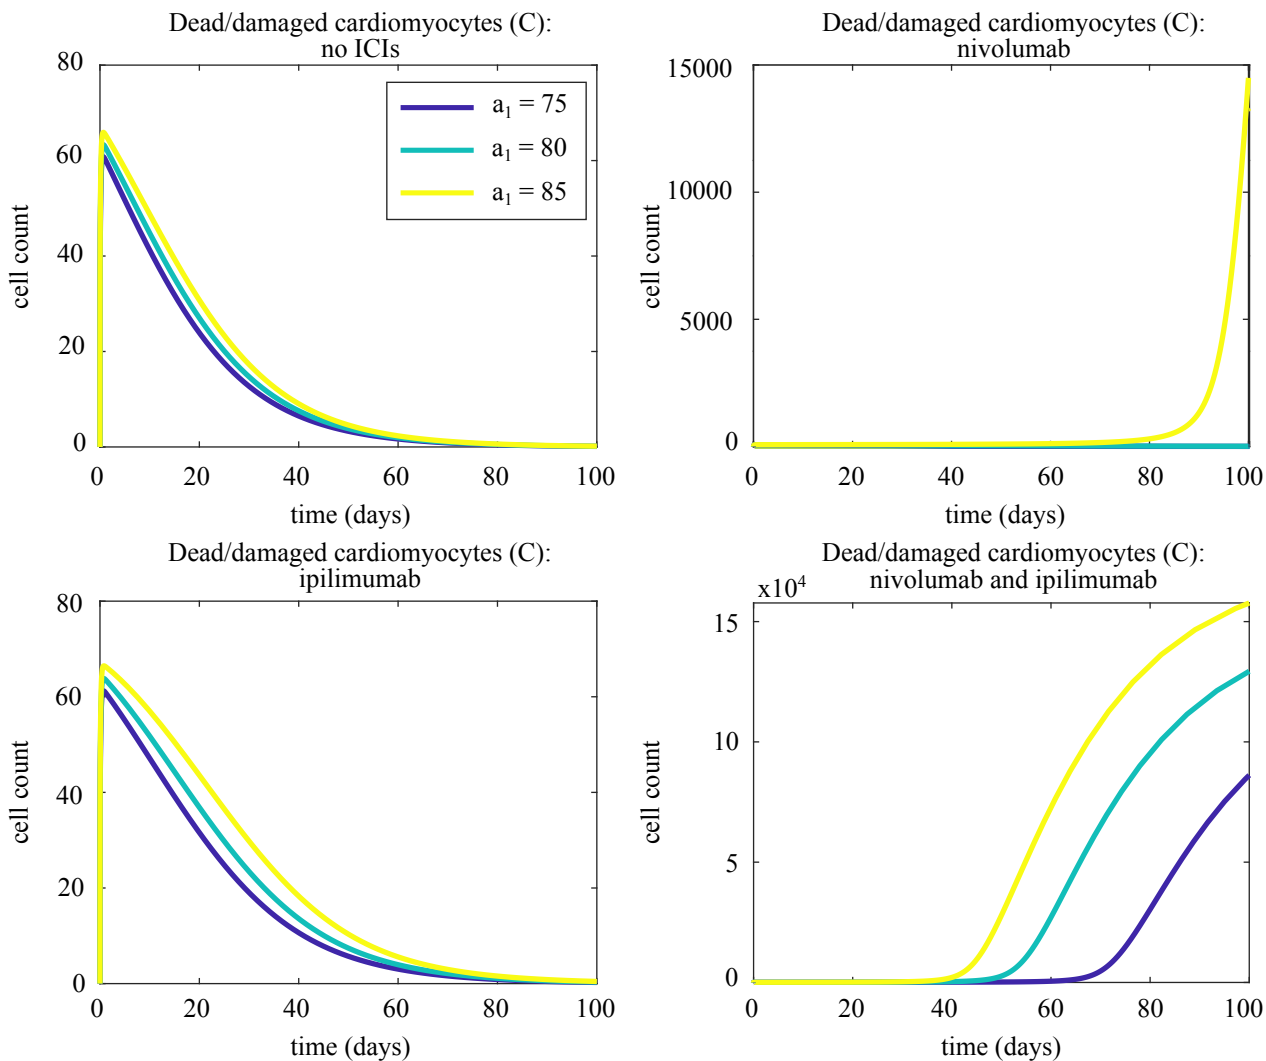 Dead/damaged cardiomyocytes (C):
no ICIs
80
60
40
20
0
cell count
a1 = 75
a1 = 80
a1 = 85
0 20 40 60 80 100
time (days)
Dead/damaged cardiomyocytes (C):
nivolumab
15000
10000
5000
0
cell count
0 20 40 60 80 100
time (days)
Dead/damaged cardiomyocytes (C):
ipilimumab
80
60
40
20
0
cell count
0 20 40 60 80 100
time (days)
Dead/damaged cardiomyocytes (C):
nivolumab and ipilimumab
x10⁴
15
10
5
0
cell count
0 20 40 60 80 100
time (days)